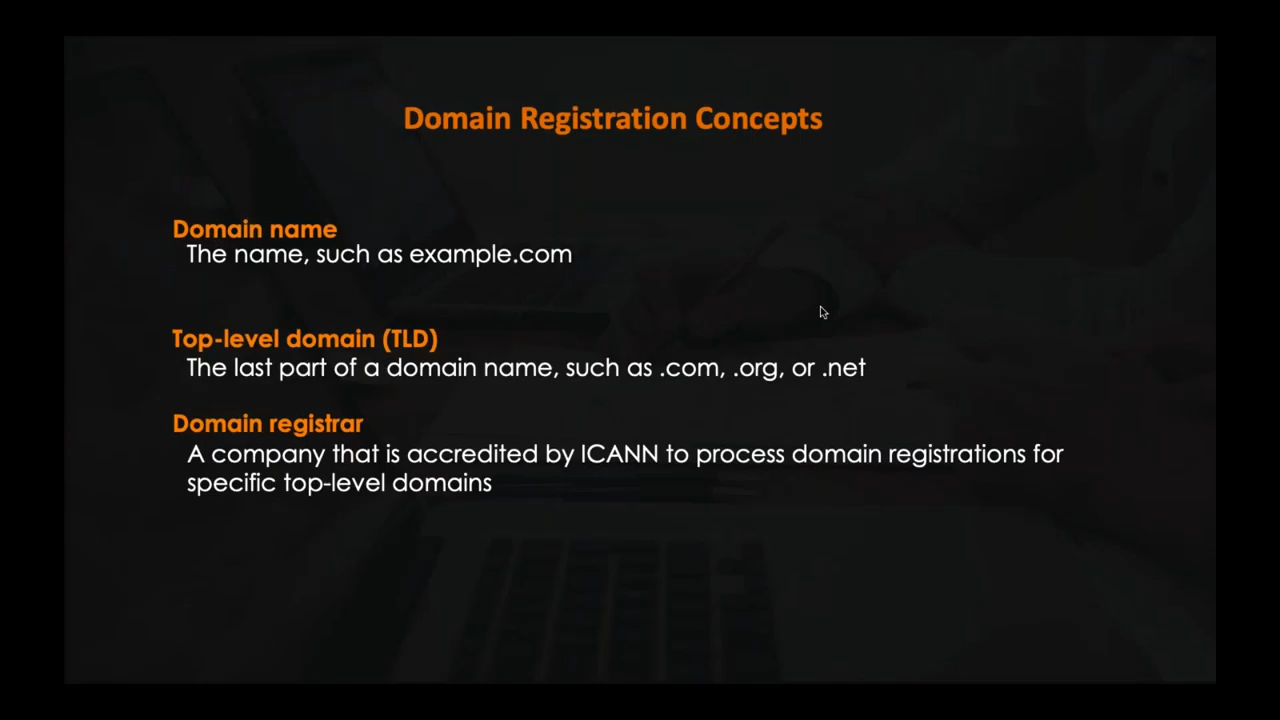 Domain Registration Concepts
Domain name
The name, such as example.com
Top-level domain (TLD)
The last part of a domain name, such as .com, .org, or .net
Domain registrar
A company that is accredited by ICANN to process domain registrations for
specific top-level domains